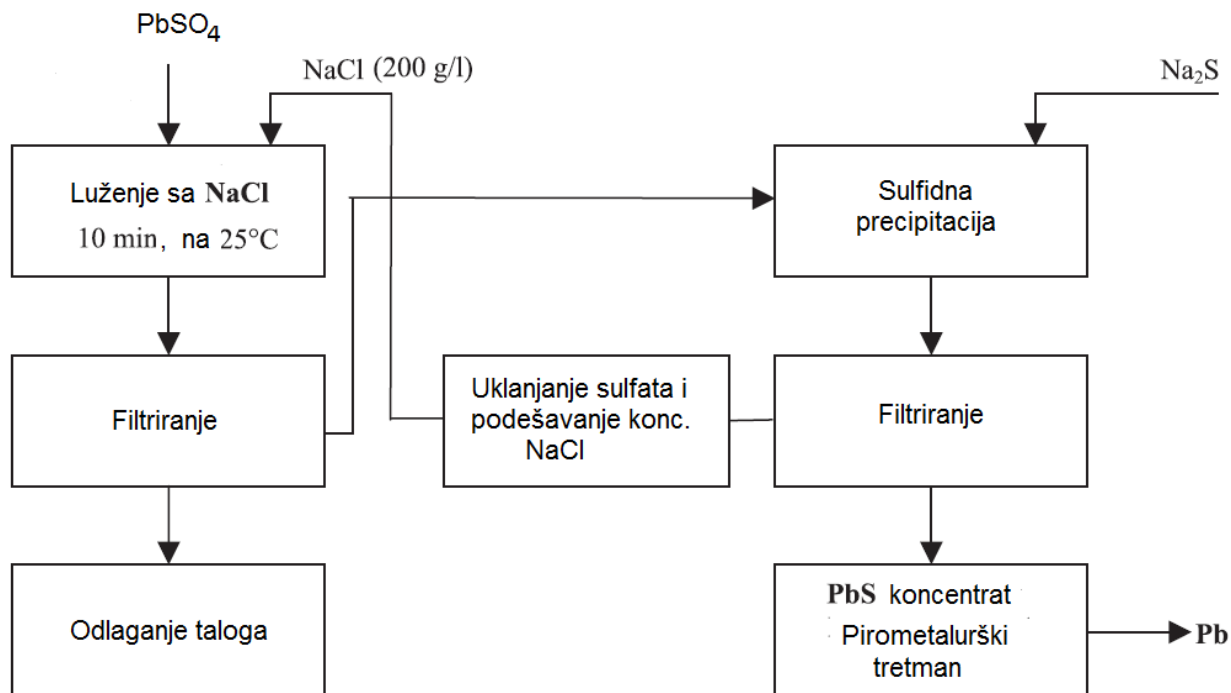 PbSO₄
NaCl (200 g/l)
Na₂S
Luženje sa NaCl
10 min, na 25°C
Sulfidna
precipitacija
Filtriranje
Uklanjanje sulfata i
podešavanje konc.
NaCl
Filtriranje
Odlaganje taloga
PbS koncentrat
Pirometalurški
tretman
Pb